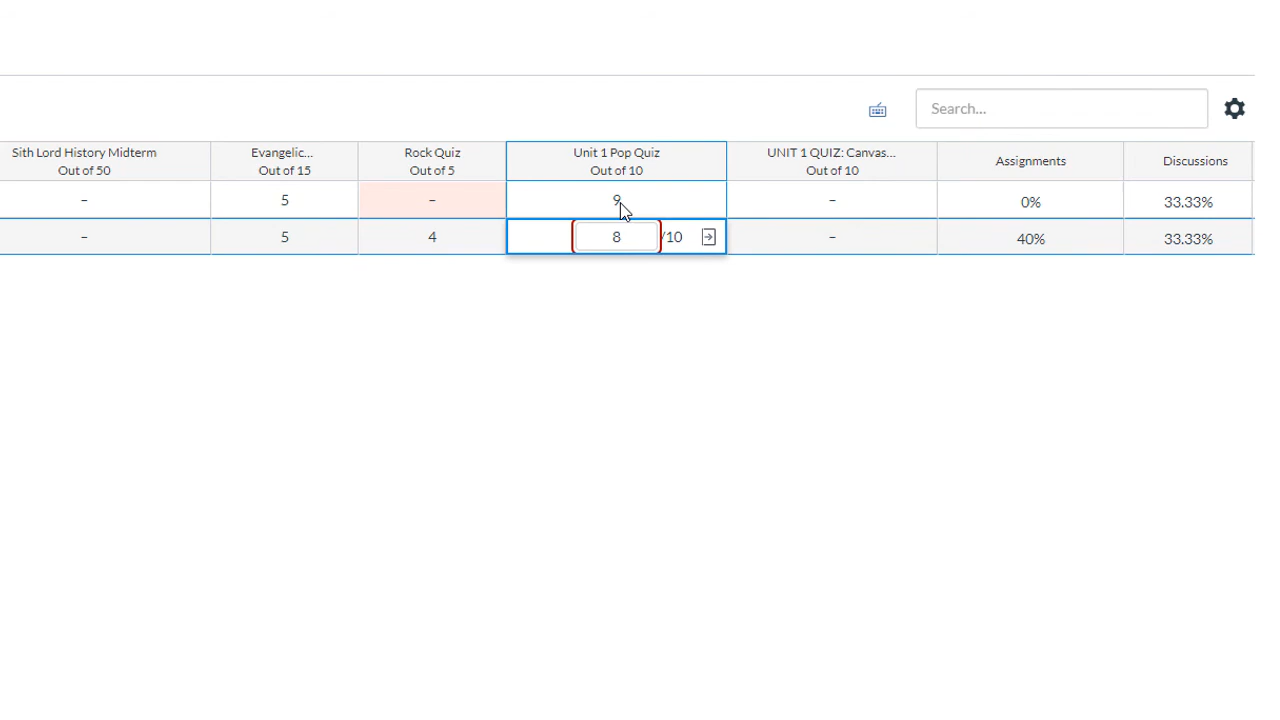 Search...
Sith Lord History Midterm
Out of 50
Evangelic...
Out of 15
Rock Quiz
Out of 5
Unit 1 Pop Quiz
Out of 10
UNIT 1 QUIZ: Canvas...
Out of 10
Assignments
Discussions
– 5 – 9 – 0% 33.33%
– 5 4 8 /10 – 40% 33.33%